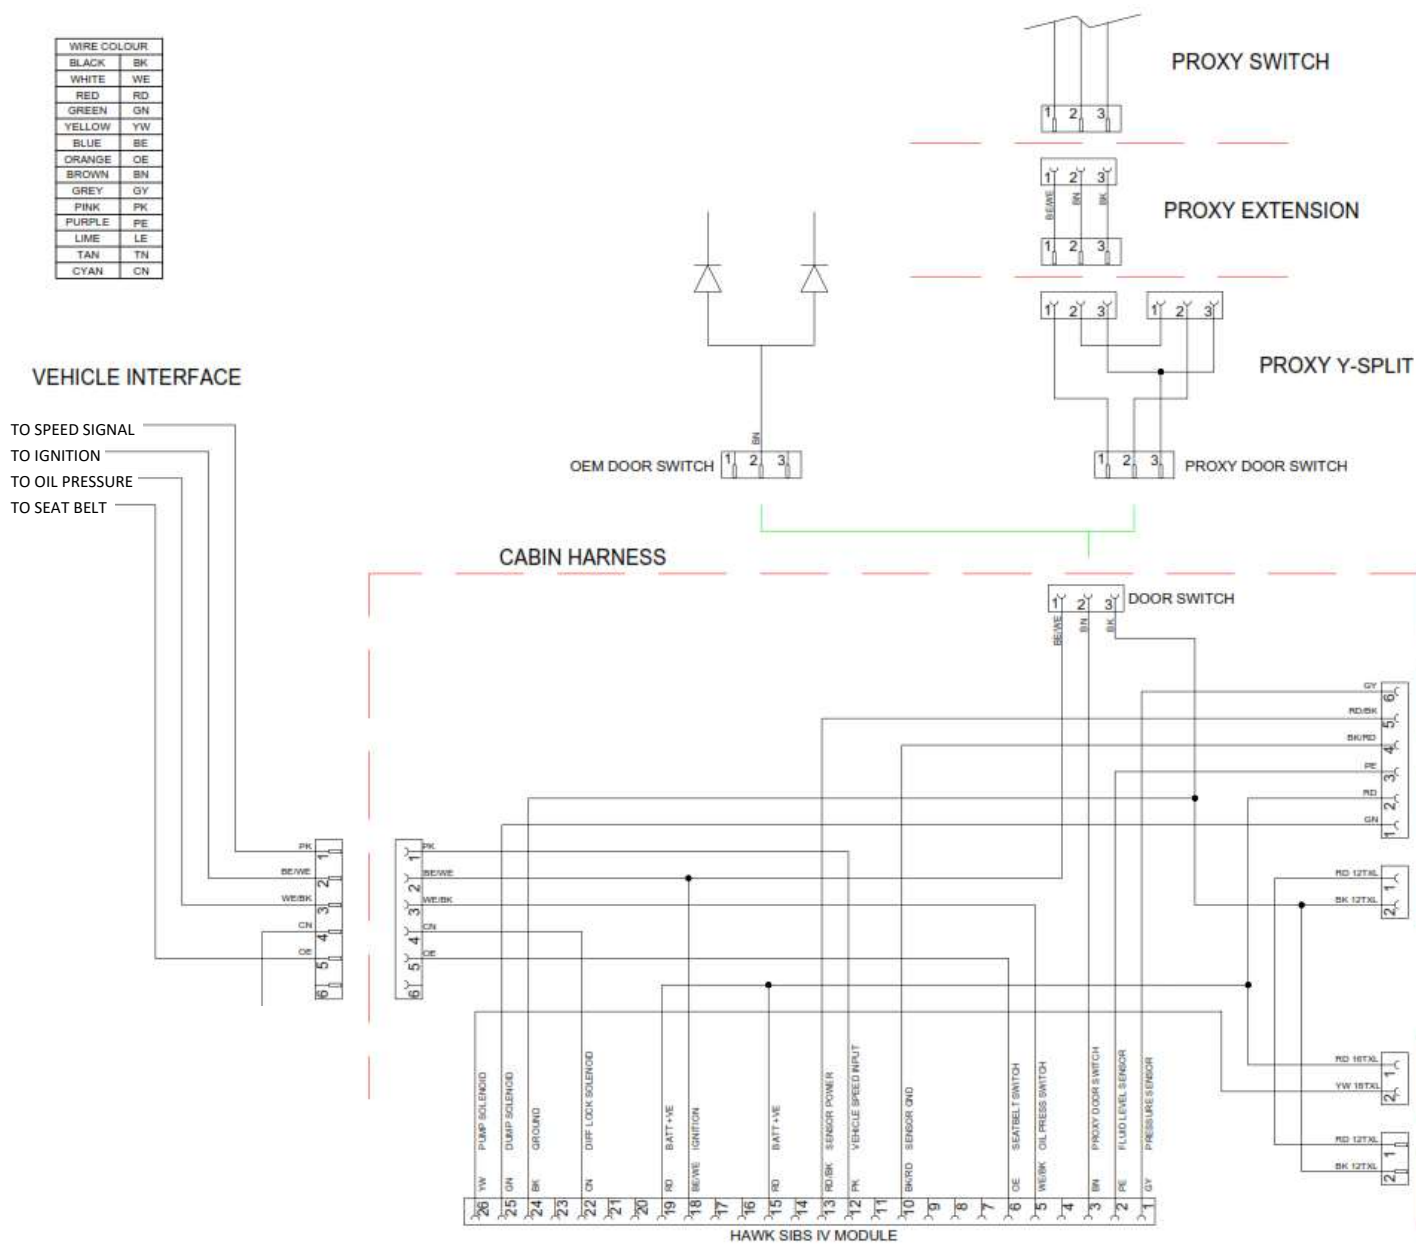 WIRE COLOUR
BLACK BK
WHITE WE
RED RD
GREEN GN
YELLOW YW
BLUE BE
ORANGE OE
BROWN BN
GREY GY
PINK PK
PURPLE PE
LIME LE
TAN TN
CYAN CN
PROXY SWITCH
1 2 3
1 2 3
BE/WE BN BK
PROXY EXTENSION
1 2 3
1 2 3 1 2 3
PROXY Y-SPLIT
VEHICLE INTERFACE
TO SPEED SIGNAL
TO IGNITION
TO OIL PRESSURE
TO SEAT BELT
BN
OEM DOOR SWITCH 1 2 3
1 2 3 PROXY DOOR SWITCH
CABIN HARNESS
1 2 3 DOOR SWITCH
BE/WE BN BK
GY 6
RD/BK 5
BK/RD 4
PE 3
RD 2
GN 1
PK 1 1 PK
BE/WE 2 2 BE/WE
WE/BK 3 3 WE/BK
CN 4 4 CN
OE 5 5 OE
6 6
RD 12TXL 1
BK 12TXL 2
RD 16TXL 1
YW 18TXL 2
RD 12TXL 1
BK 12TXL 2
YW PUMP SOLENOID
GN DUMP SOLENOID
BK GROUND
CN DIFF LOCK SOLENOID
RD BATT +VE
BE/WE IGNITION
RD BATT +VE
RD/BK SENSOR POWER
PK VEHICLE SPEED INPUT
BK/RD SENSOR GND
OE SEATBELT SWITCH
WE/BK OIL PRESS SWITCH
BN PROXY DOOR SWITCH
PE FLUID LEVEL SENSOR
GY PRESSURE SENSOR
26 25 24 23 22 21 20 19 18 17 16 15 14 13 12 11 10 9 8 7 6 5 4 3 2 1
HAWK SIBS IV MODULE